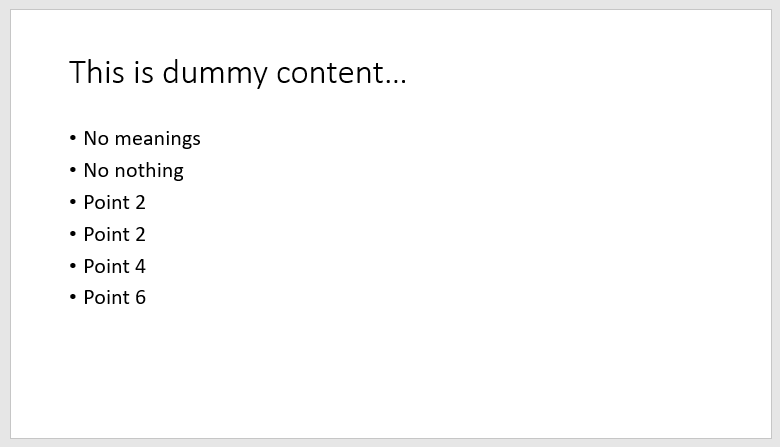 This is dummy content…
• No meanings
• No nothing
• Point 2
• Point 2
• Point 4
• Point 6